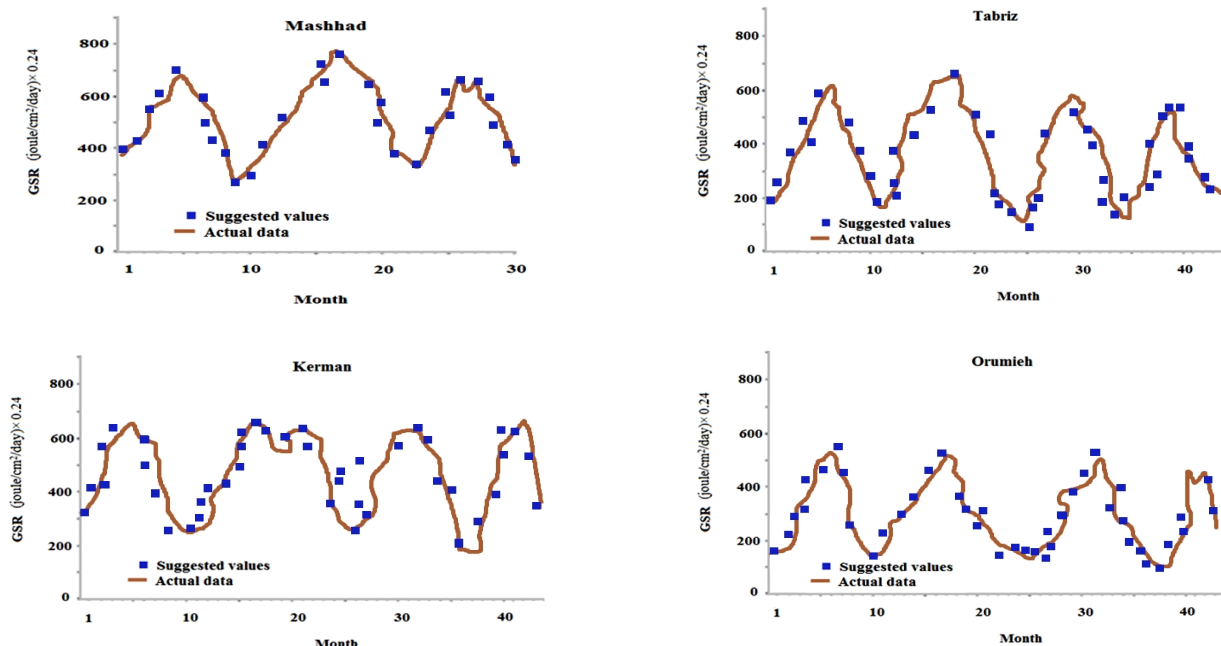 Mashhad
GSR (joule/cm²/day)×0.24
800
600
400
200
0
Suggested values
Actual data
1 10 20 30
Month
Tabriz
GSR (joule/cm²/day)×0.24
800
600
400
200
0
Suggested values
Actual data
1 10 20 30 40
Month
Kerman
GSR (joule/cm²/day)×0.24
800
600
400
200
0
Suggested values
Actual data
1 10 20 30 40
Month
Orumieh
GSR (joule/cm²/day)×0.24
800
600
400
200
0
Suggested values
Actual data
1 10 20 30 40
Month